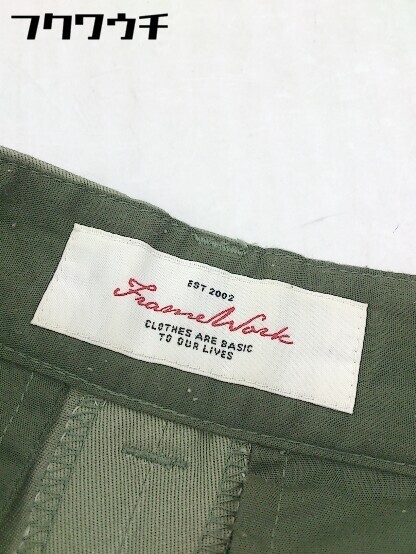 フクワウチ
EST 2002
FrameWork
CLOTHES ARE BASIC
TO OUR LIVES